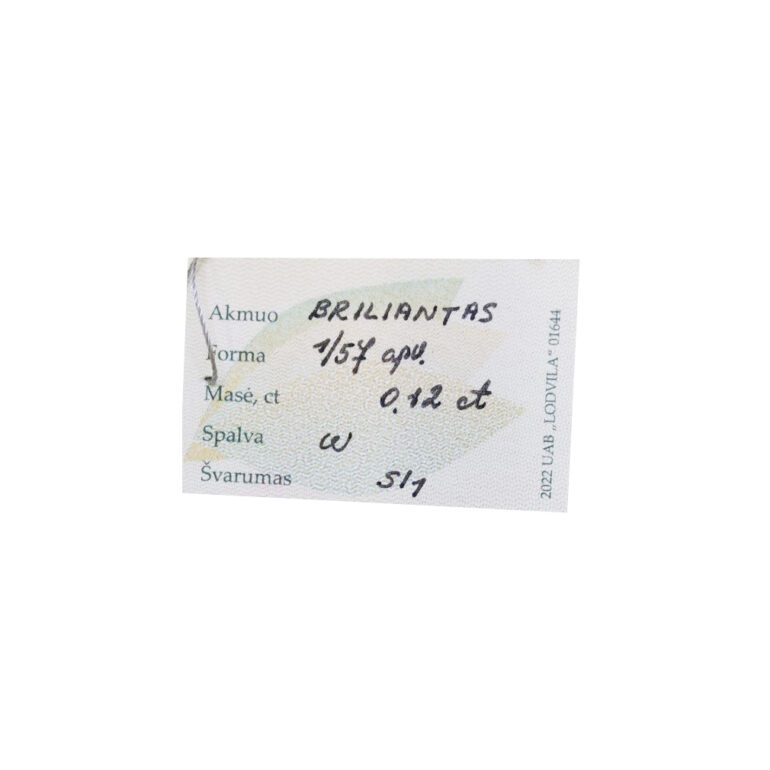 Akmuo BRILIANTAS
Forma 1/57 apv.
Masė, ct 0.12 ct
Spalva W
Švarumas SI1
2022 UAB „LODVILA“ 01644